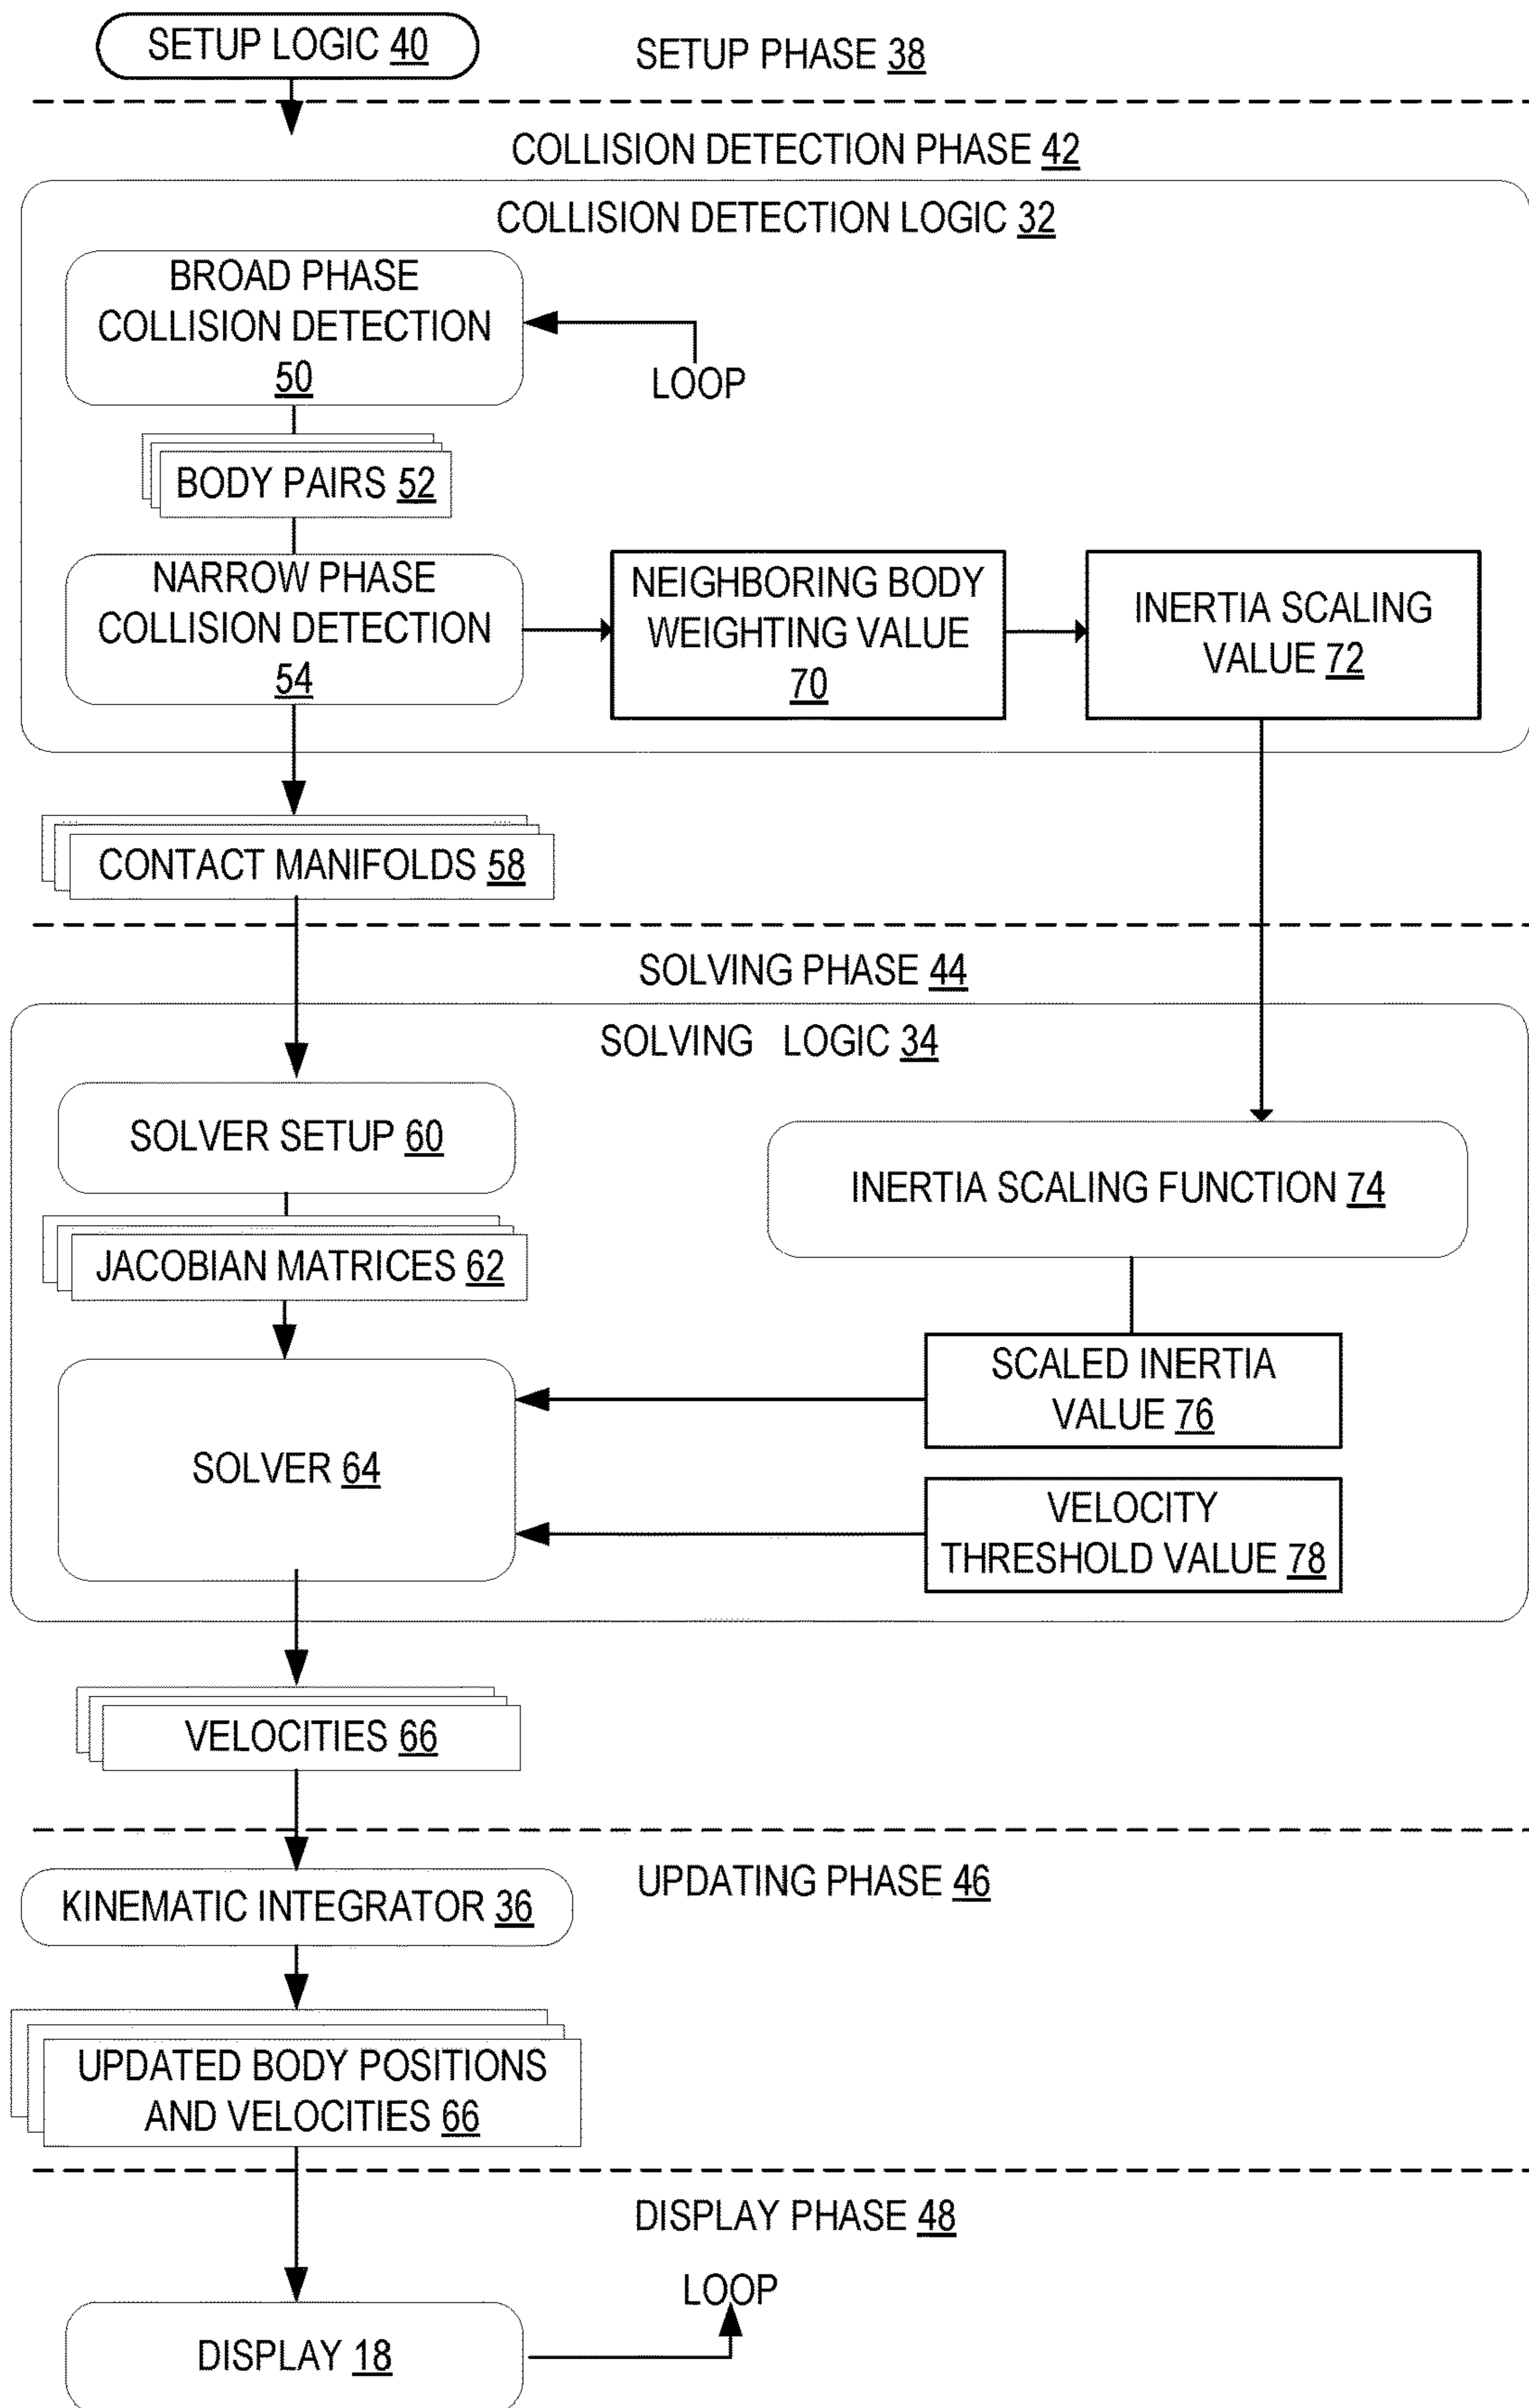 SETUP LOGIC 40
SETUP PHASE 38
COLLISION DETECTION PHASE 42
COLLISION DETECTION LOGIC 32
BROAD PHASE
COLLISION DETECTION
50
LOOP
BODY PAIRS 52
NARROW PHASE
COLLISION DETECTION
54
NEIGHBORING BODY
WEIGHTING VALUE
70
INERTIA SCALING
VALUE 72
CONTACT MANIFOLDS 58
SOLVING PHASE 44
SOLVING LOGIC 34
SOLVER SETUP 60
INERTIA SCALING FUNCTION 74
JACOBIAN MATRICES 62
SCALED INERTIA
VALUE 76
SOLVER 64
VELOCITY
THRESHOLD VALUE 78
VELOCITIES 66
UPDATING PHASE 46
KINEMATIC INTEGRATOR 36
UPDATED BODY POSITIONS
AND VELOCITIES 66
DISPLAY PHASE 48
LOOP
DISPLAY 18